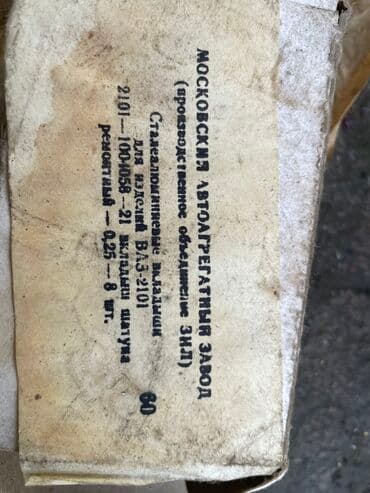 МОСКОВСКИЙ АВТОАГРЕГАТНЫЙ ЗАВОД
(производственное объединение ЗИЛ).
Сталеалюминиевые вкладыши
для изделий ВАЗ-2101
2101—1004058—21 вкладыш шатуна
ремонтный — 0,25—8 шт.
60